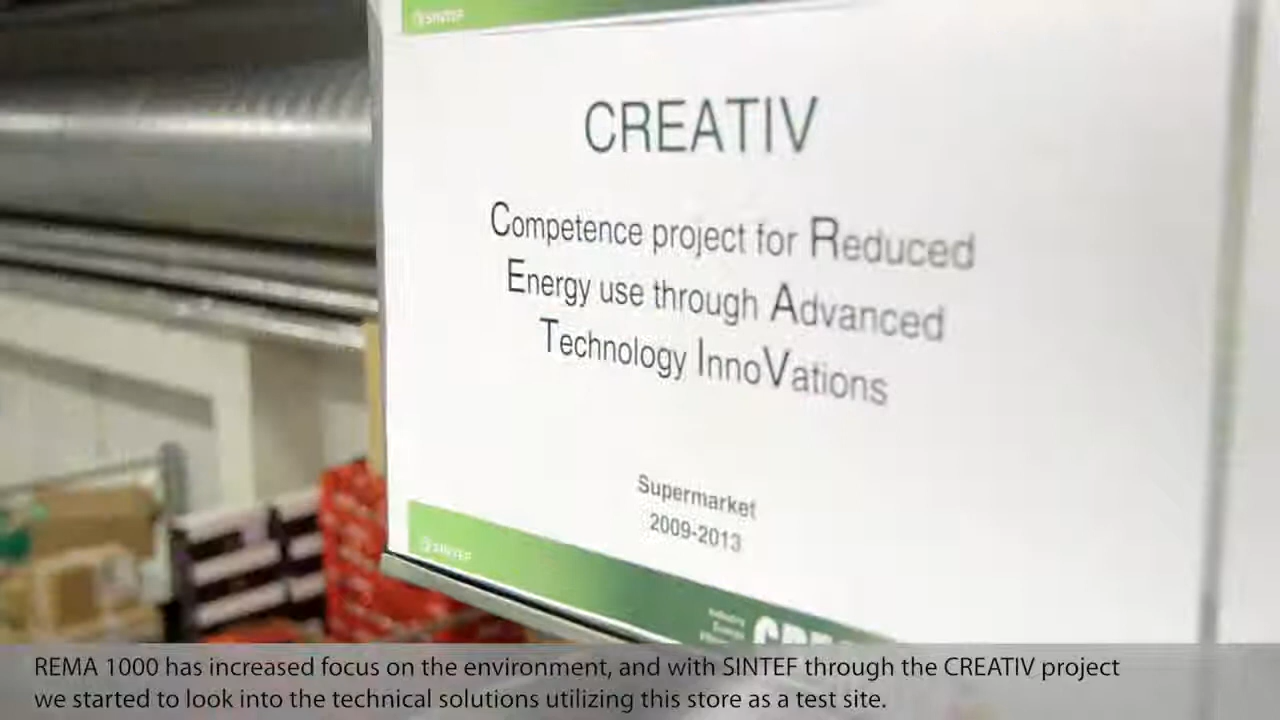 SINTEF
CREATIV
Competence project for Reduced
Energy use through Advanced
Technology InnoVations
Supermarket
2009-2013
SINTEF
REMA 1000 has increased focus on the environment, and with SINTEF through the CREATIV project
we started to look into the technical solutions utilizing this store as a test site.